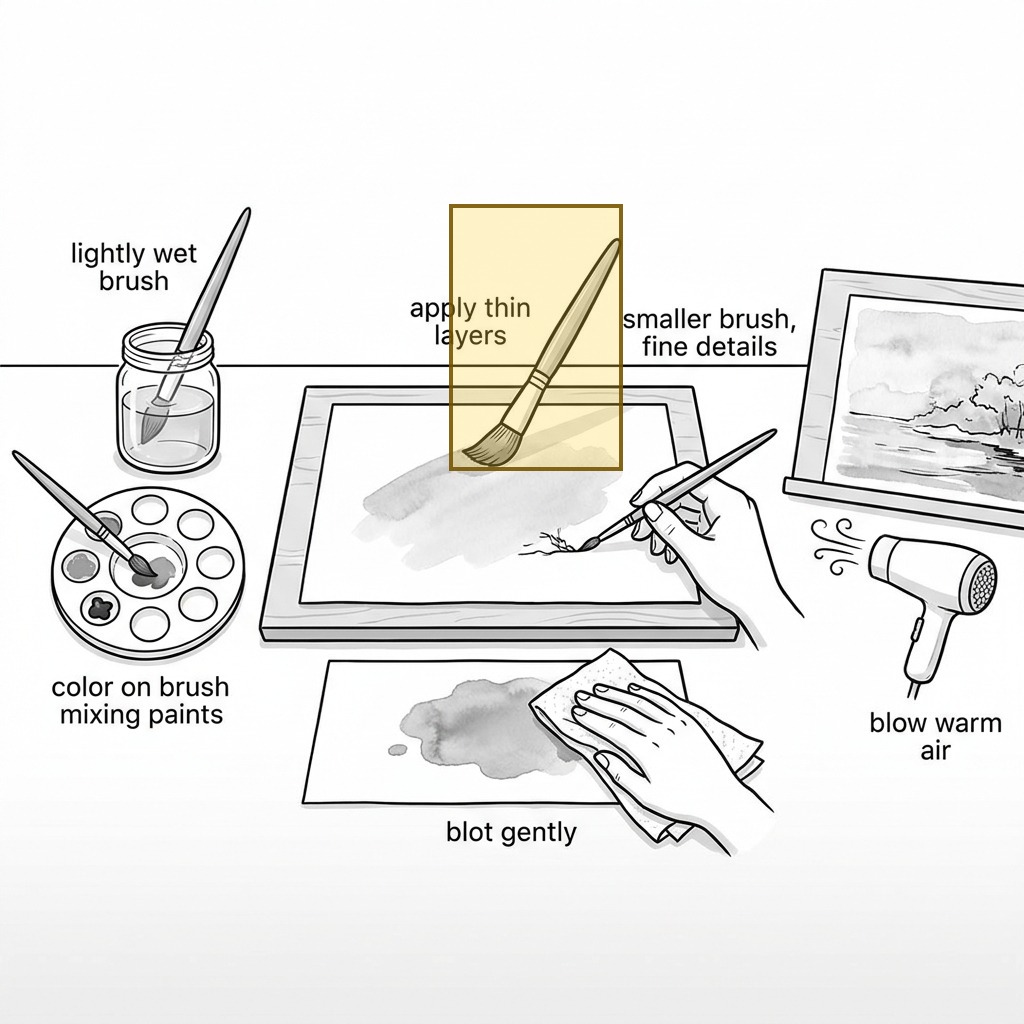 lightly wet
brush
apply thin
layers
smaller brush,
fine details
color on brush
mixing paints
blow warm
air
blot gently